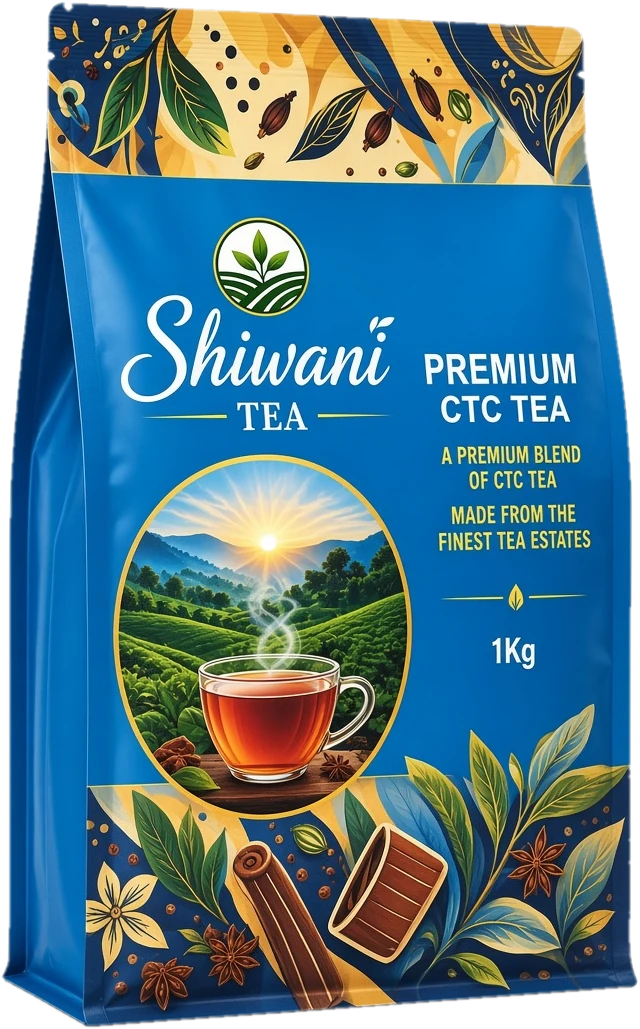 Shiwani
TEA
PREMIUM
CTC TEA
A PREMIUM BLEND
OF CTC TEA
MADE FROM THE
FINEST TEA ESTATES
1Kg